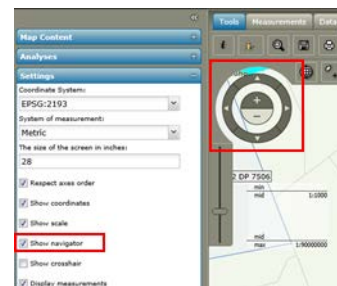 Tools Measurements Data
Map Content
Analyses
Settings
Coordinate System:
EPSG:2193
System of measurement:
Metric
The size of the screen in inches:
28
Respect axes order
Show coordinates
Show scale
Show navigator
Show crosshair
Display measurements
2 DP 7506
min
mid 1:1000
mid
max 1:90000000